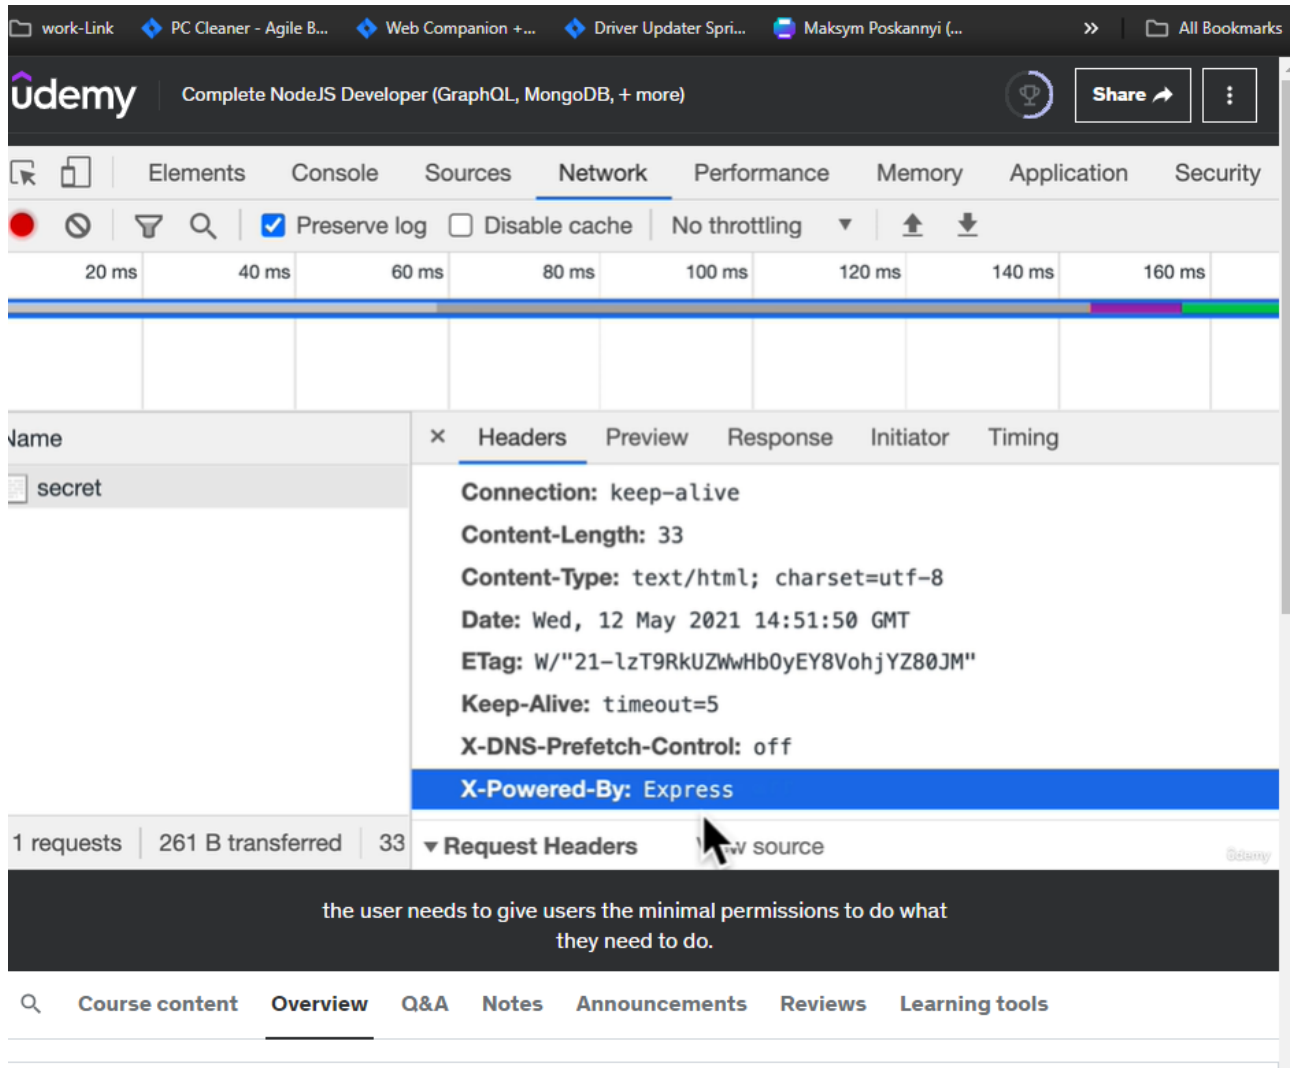 work-Link PC Cleaner - Agile B... Web Companion +... Driver Updater Spri... Maksym Poskannyi (... » All Bookmarks
ûdemy Complete NodeJS Developer (GraphQL, MongoDB, + more) Share
Elements Console Sources Network Performance Memory Application Security
Preserve log Disable cache No throttling
20 ms 40 ms 60 ms 80 ms 100 ms 120 ms 140 ms 160 ms
Name × Headers Preview Response Initiator Timing
secret
Connection: keep-alive
Content-Length: 33
Content-Type: text/html; charset=utf-8
Date: Wed, 12 May 2021 14:51:50 GMT
ETag: W/"21-lzT9RkUZWwHbOyEY8VohjYZ80JM"
Keep-Alive: timeout=5
X-DNS-Prefetch-Control: off
X-Powered-By: Express
1 requests 261 B transferred 33 Request Headers View source
ûdemy
the user needs to give users the minimal permissions to do what
they need to do.
Course content Overview Q&A Notes Announcements Reviews Learning tools